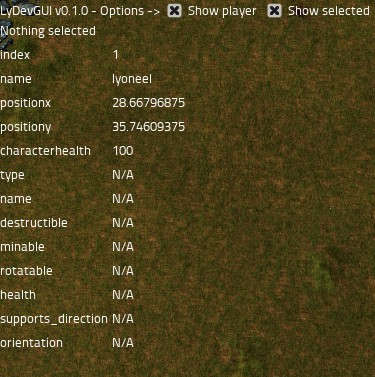 LyDevGUI v0.1.0 - Options -> Show player Show selected
Nothing selected
index 1
name lyoneel
positionx 28.66796875
positiony 35.74609375
characterhealth 100
type N/A
name N/A
destructible N/A
minable N/A
rotatable N/A
health N/A
supports_direction N/A
orientation N/A